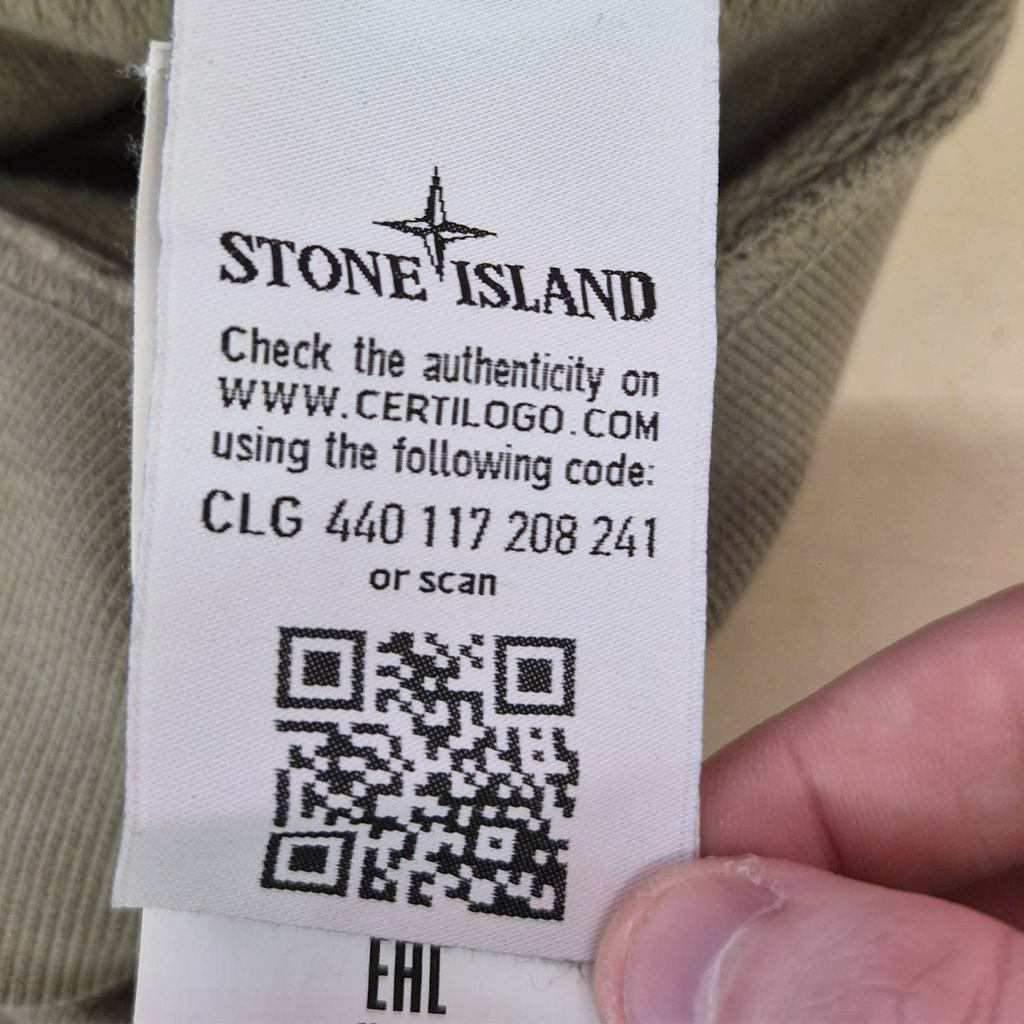 STONE ISLAND
Check the authenticity on
WWW.CERTILOGO.COM
using the following code:
CLG 440 117 208 241
or scan
EAC